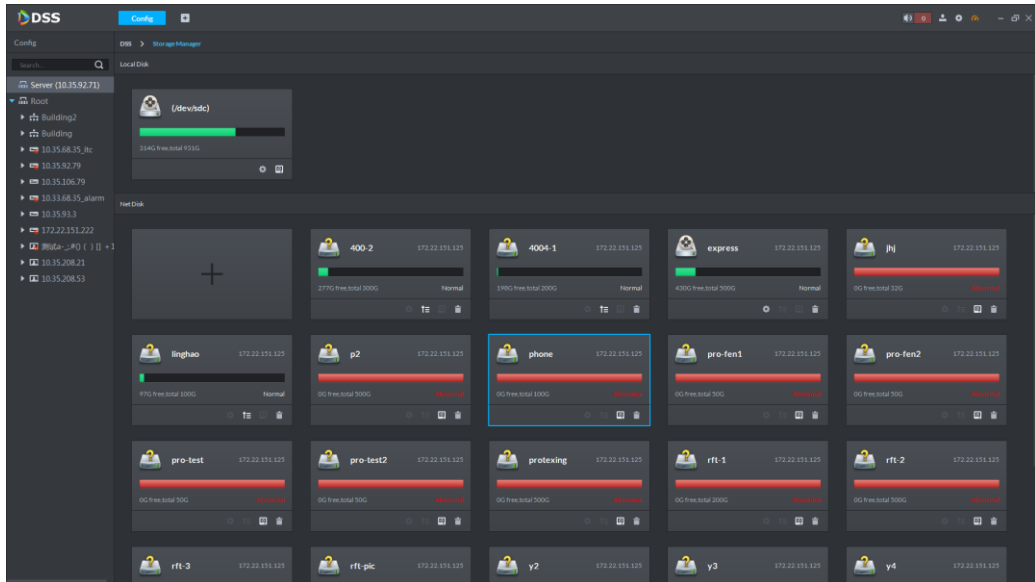 DSS
Config
0
Config
DSS > Storage Manager
Search...
Local Disk
Server (10.35.92.71)
Root
Building2
Building
10.35.68.35_ltc
10.35.92.79
10.35.106.79
10.33.68.35_alarm
10.35.93.3
172.22.151.222
10.35.208.21
10.35.208.53
(/dev/sdc)
314G free,total 931G
Net Disk
400-2 172.22.151.125
277G free,total 300G Normal
4004-1 172.22.151.125
198G free,total 200G Normal
express 172.22.151.125
430G free,total 500G Normal
jhj 172.22.151.125
0G free,total 32G
linghao 172.22.151.125
97G free,total 100G Normal
p2 172.22.151.125
0G free,total 500G
phone 172.22.151.125
0G free,total 100G
pro-fen1 172.22.151.125
0G free,total 50G
pro-fen2 172.22.151.125
0G free,total 50G
pro-test 172.22.151.125
0G free,total 50G
pro-test2 172.22.151.125
0G free,total 50G
protexing 172.22.151.125
0G free,total 500G
rft-1 172.22.151.125
0G free,total 200G
rft-2 172.22.151.125
0G free,total 500G
rft-3 172.22.151.125
rft-pic 172.22.151.125
y2 172.22.151.125
y3 172.22.151.125
y4 172.22.151.125